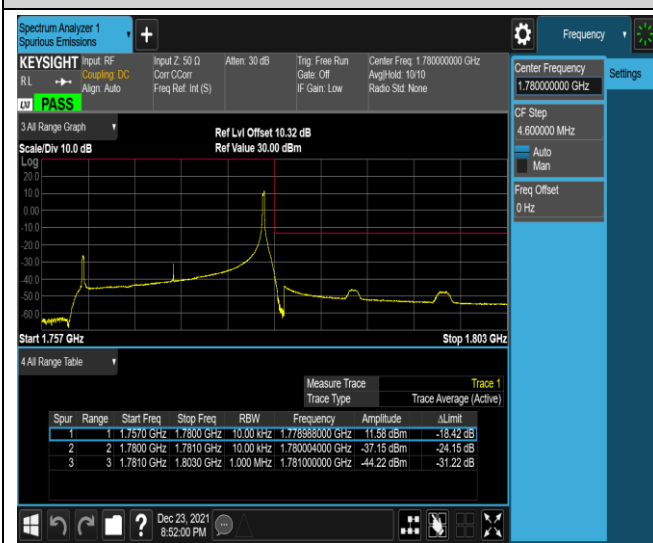 Spectrum Analyzer 1
Spurious Emissions
Frequency
KEYSIGHT
RL
Input: RF
Coupling: DC
Align: Auto
Input Z: 50 Ω
Corr CCorr
Freq Ref: Int (S)
Atten: 30 dB
Trig: Free Run
Gate: Off
IF Gain: Low
Center Freq: 1.780000000 GHz
Avg|Hold: 10/10
Radio Std: None
LXI PASS
3 All Range Graph
Scale/Div 10.0 dB
Ref Lvl Offset 10.32 dB
Ref Value 30.00 dBm
Log
20.0
10.0
0.00
-10.0
-20.0
-30.0
-40.0
-50.0
-60.0
Start 1.757 GHz
Stop 1.803 GHz
4 All Range Table
Measure Trace Trace 1
Trace Type Trace Average (Active)
Spur Range Start Freq Stop Freq RBW Frequency Amplitude ΔLimit
1 1 1.7570 GHz 1.7800 GHz 10.00 kHz 1.778988000 GHz 11.58 dBm -18.42 dB
2 2 1.7800 GHz 1.7810 GHz 10.00 kHz 1.780004000 GHz -37.15 dBm -24.15 dB
3 3 1.7810 GHz 1.8030 GHz 1.000 MHz 1.781000000 GHz -44.22 dBm -31.22 dB
Dec 23, 2021
8:52:00 PM
Center Frequency
1.780000000 GHz
Settings
CF Step
4.600000 MHz
Auto
Man
Freq Offset
0 Hz